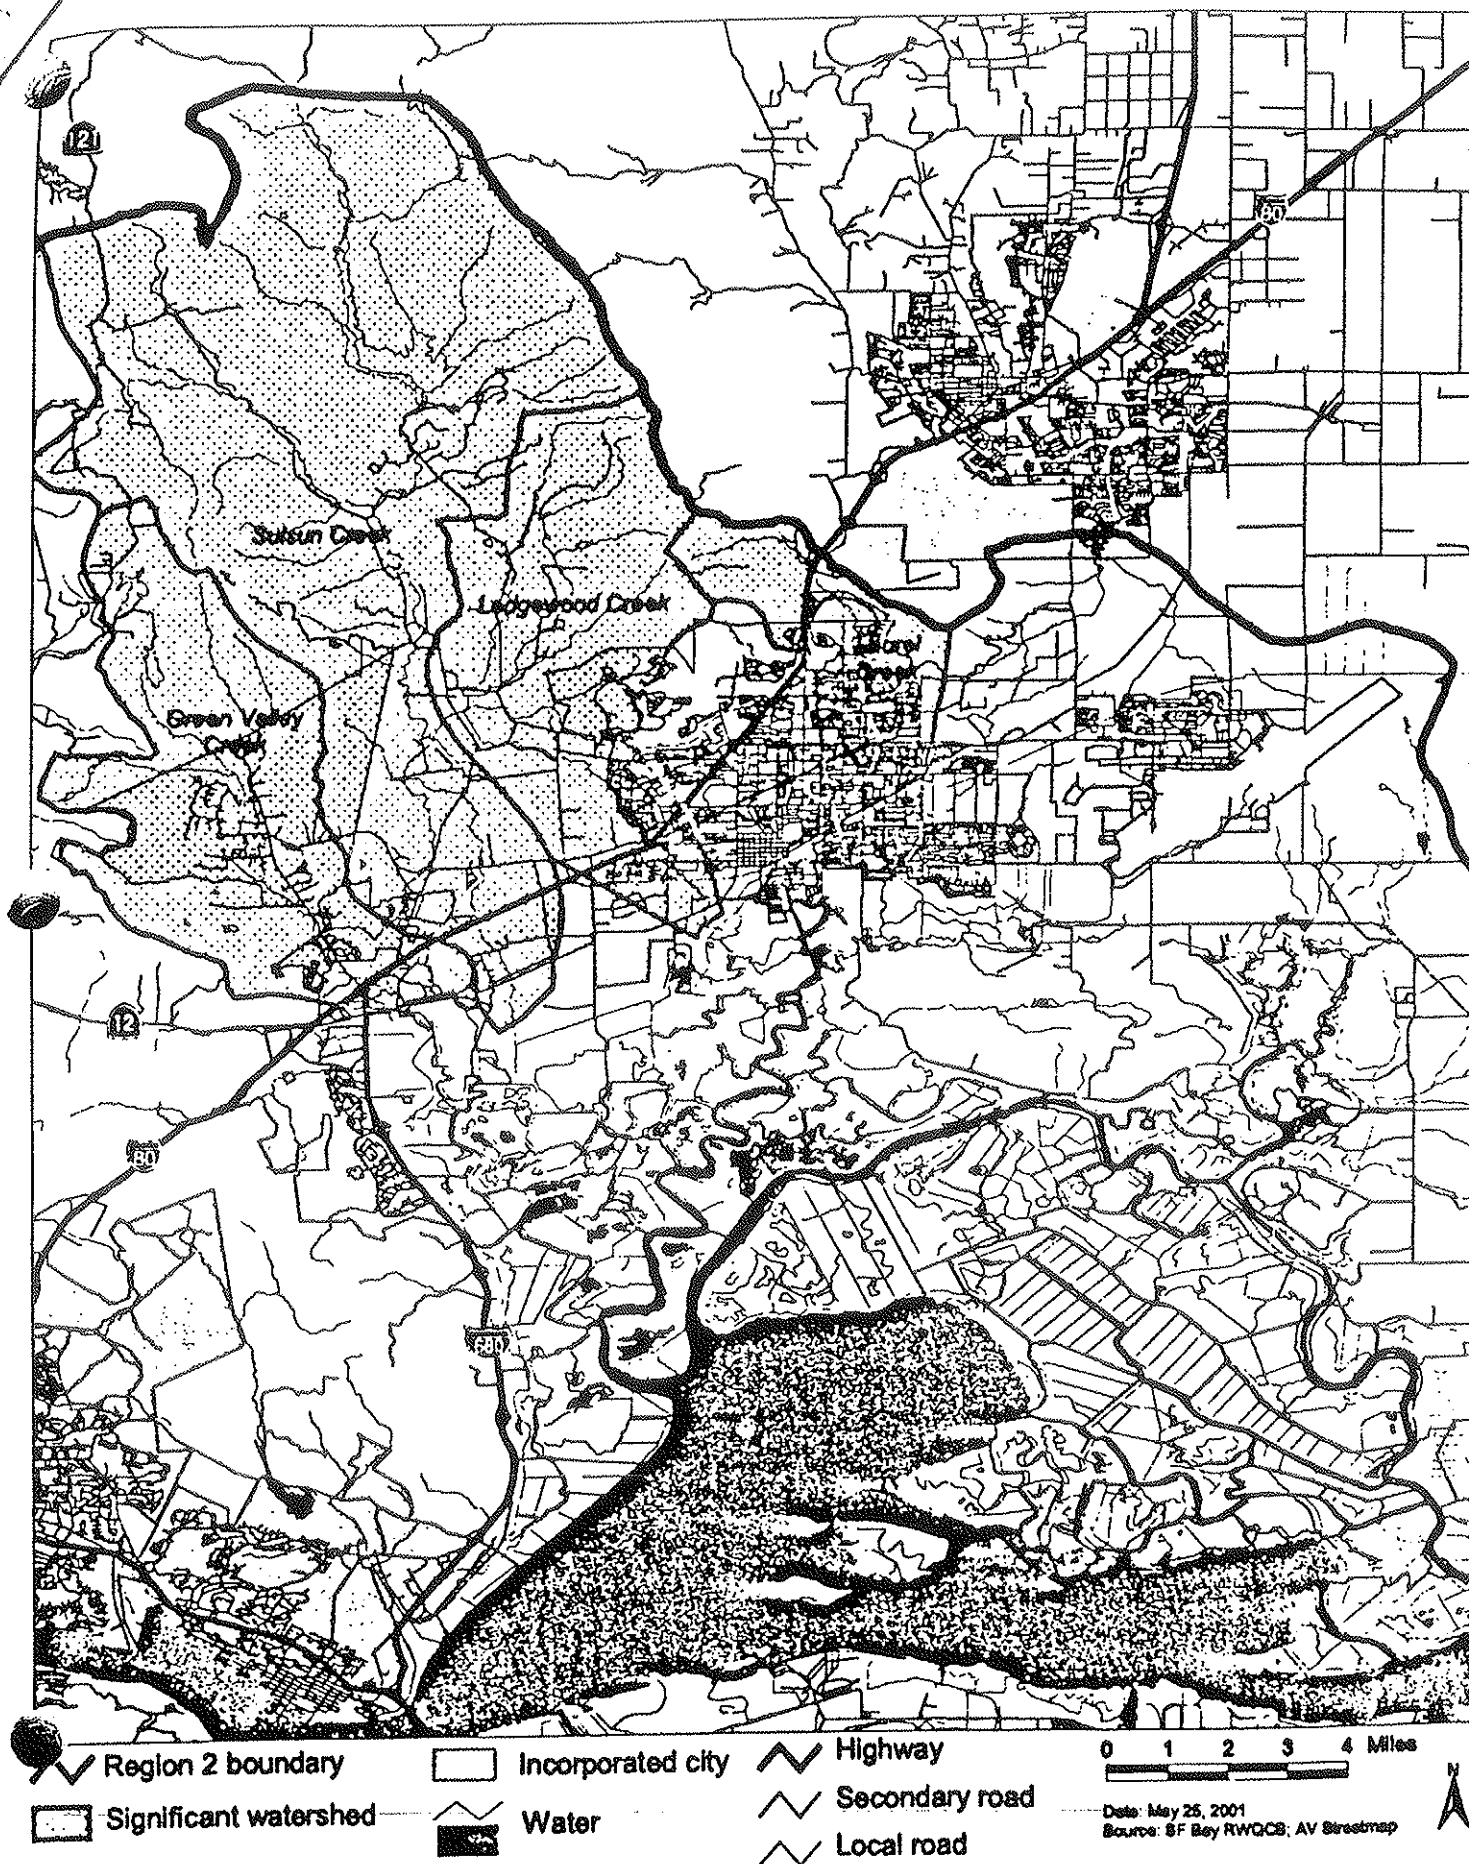 121
80
Suisun Creek
Ledgewood Creek
Laurel
Creek
Green Valley
Creek
12
80
680
Region 2 boundary
Incorporated city
Highway
0 1 2 3 4 Miles
N
Significant watershed
Water
Secondary road
Date: May 25, 2001
Source: SF Bay RWQCB; AV Streetmap
Local road